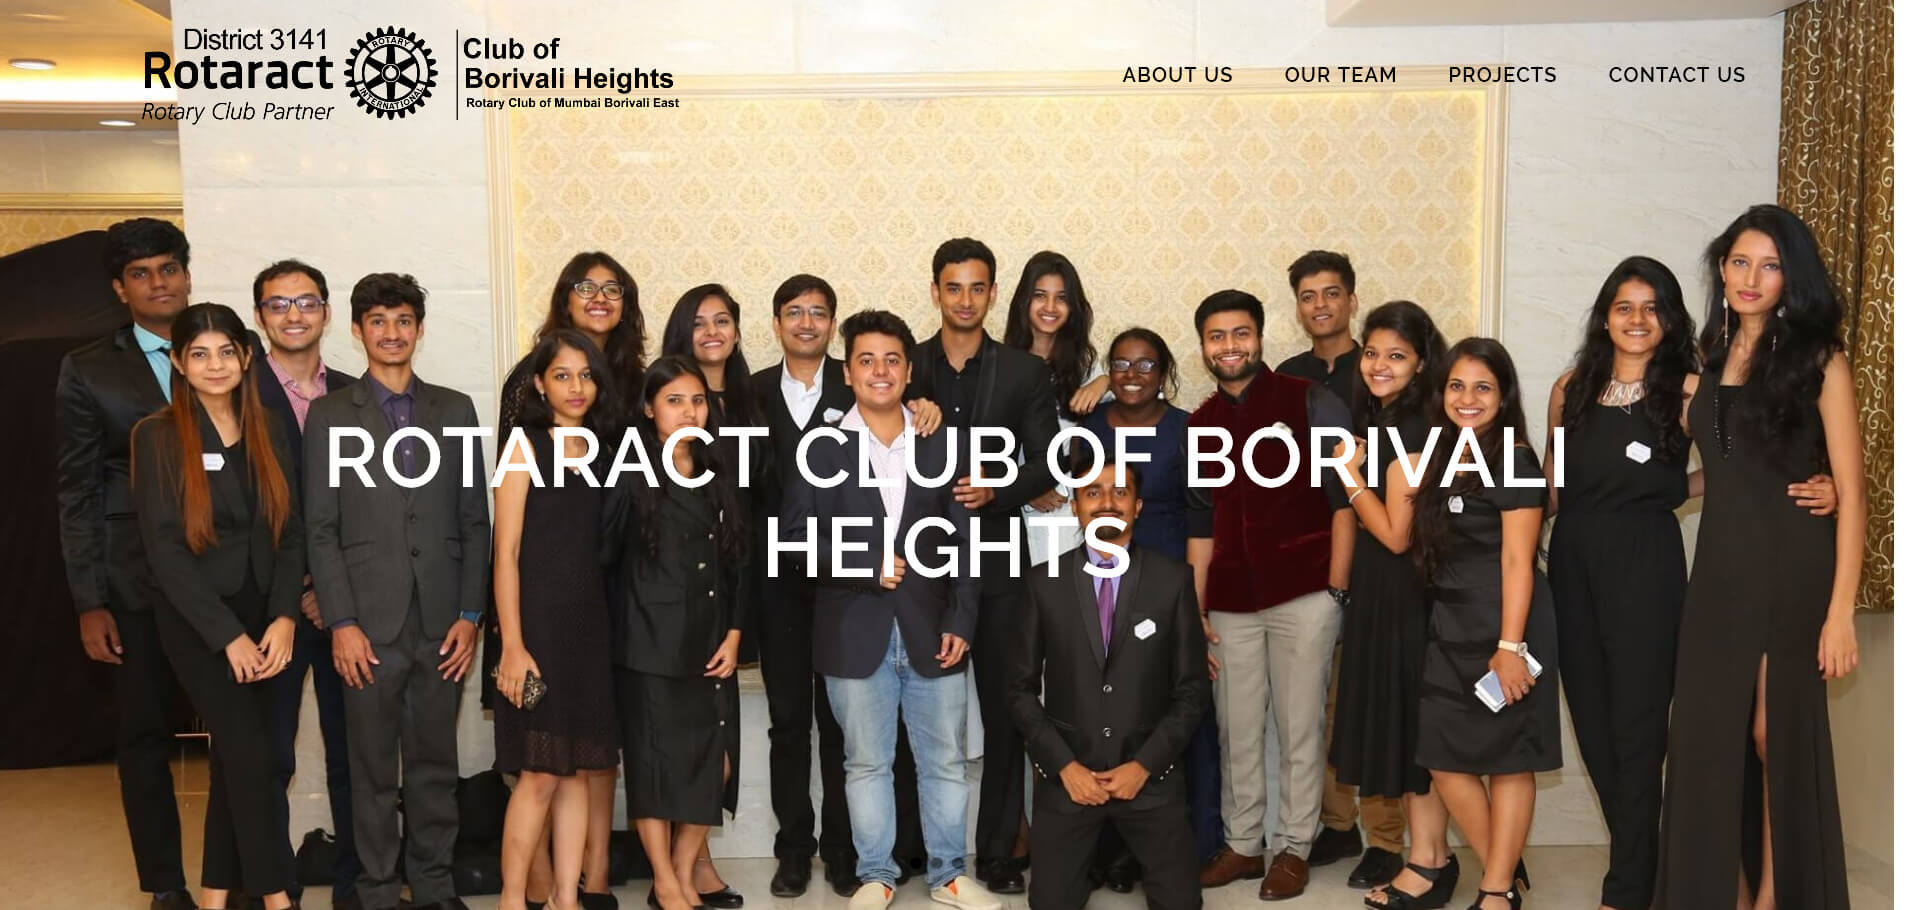 District 3141
Rotaract
Rotary Club Partner
ROTARY
INTERNATIONAL
Club of
Borivali Heights
Rotary Club of Mumbai Borivali East
ABOUT US
OUR TEAM
PROJECTS
CONTACT US
ROTARACT CLUB OF BORIVALI
HEIGHTS